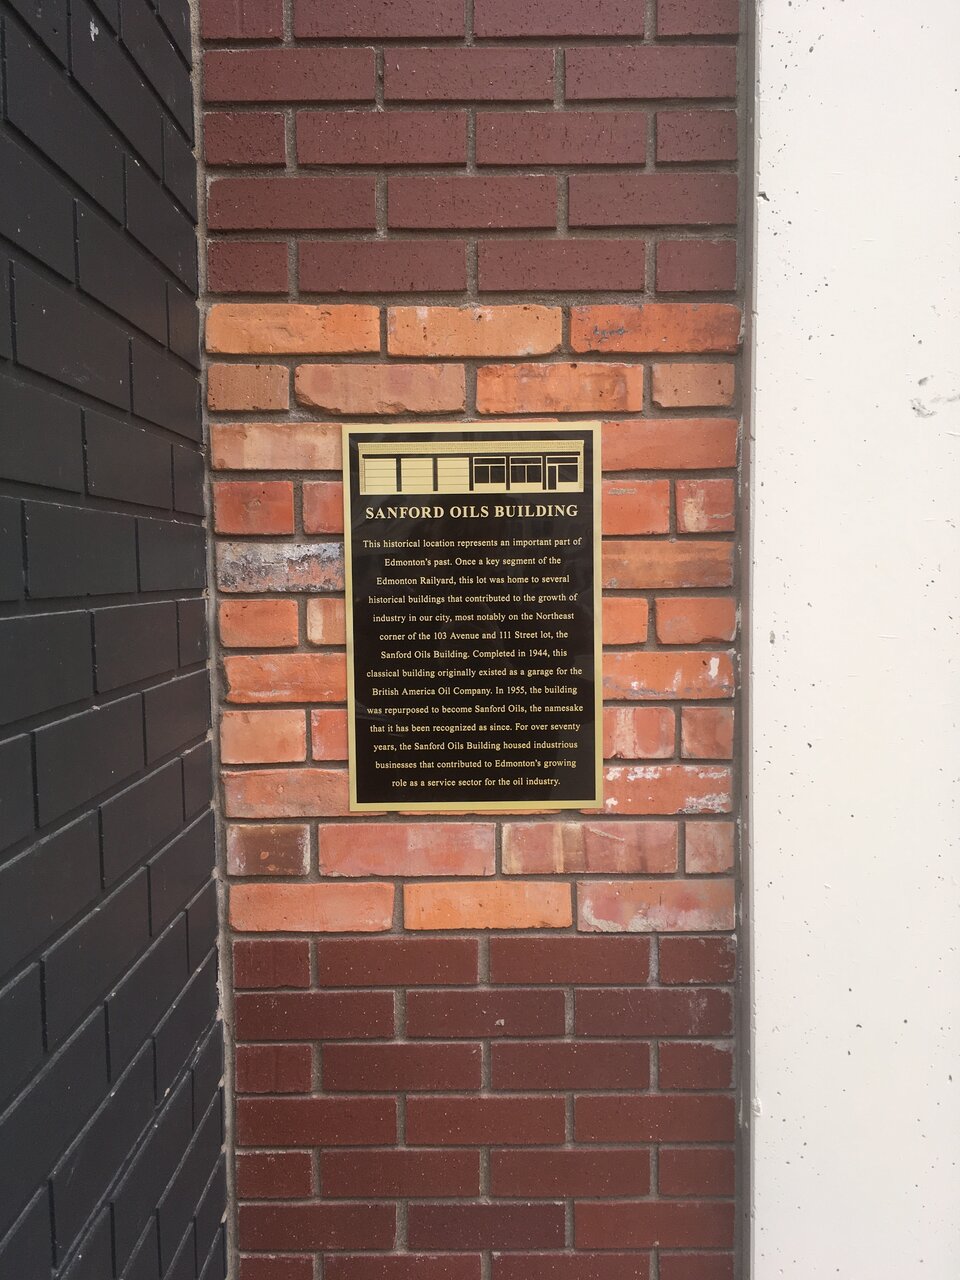 SANFORD OILS BUILDING
This historical location represents an important part of
Edmonton's past. Once a key segment of the
Edmonton Railyard, this lot was home to several
historical buildings that contributed to the growth of
industry in our city, most notably on the Northeast
corner of the 103 Avenue and 111 Street lot, the
Sanford Oils Building. Completed in 1944, this
classical building originally existed as a garage for the
British America Oil Company. In 1955, the building
was repurposed to become Sanford Oils, the namesake
that it has been recognized as since. For over seventy
years, the Sanford Oils Building housed industrious
businesses that contributed to Edmonton's growing
role as a service sector for the oil industry.